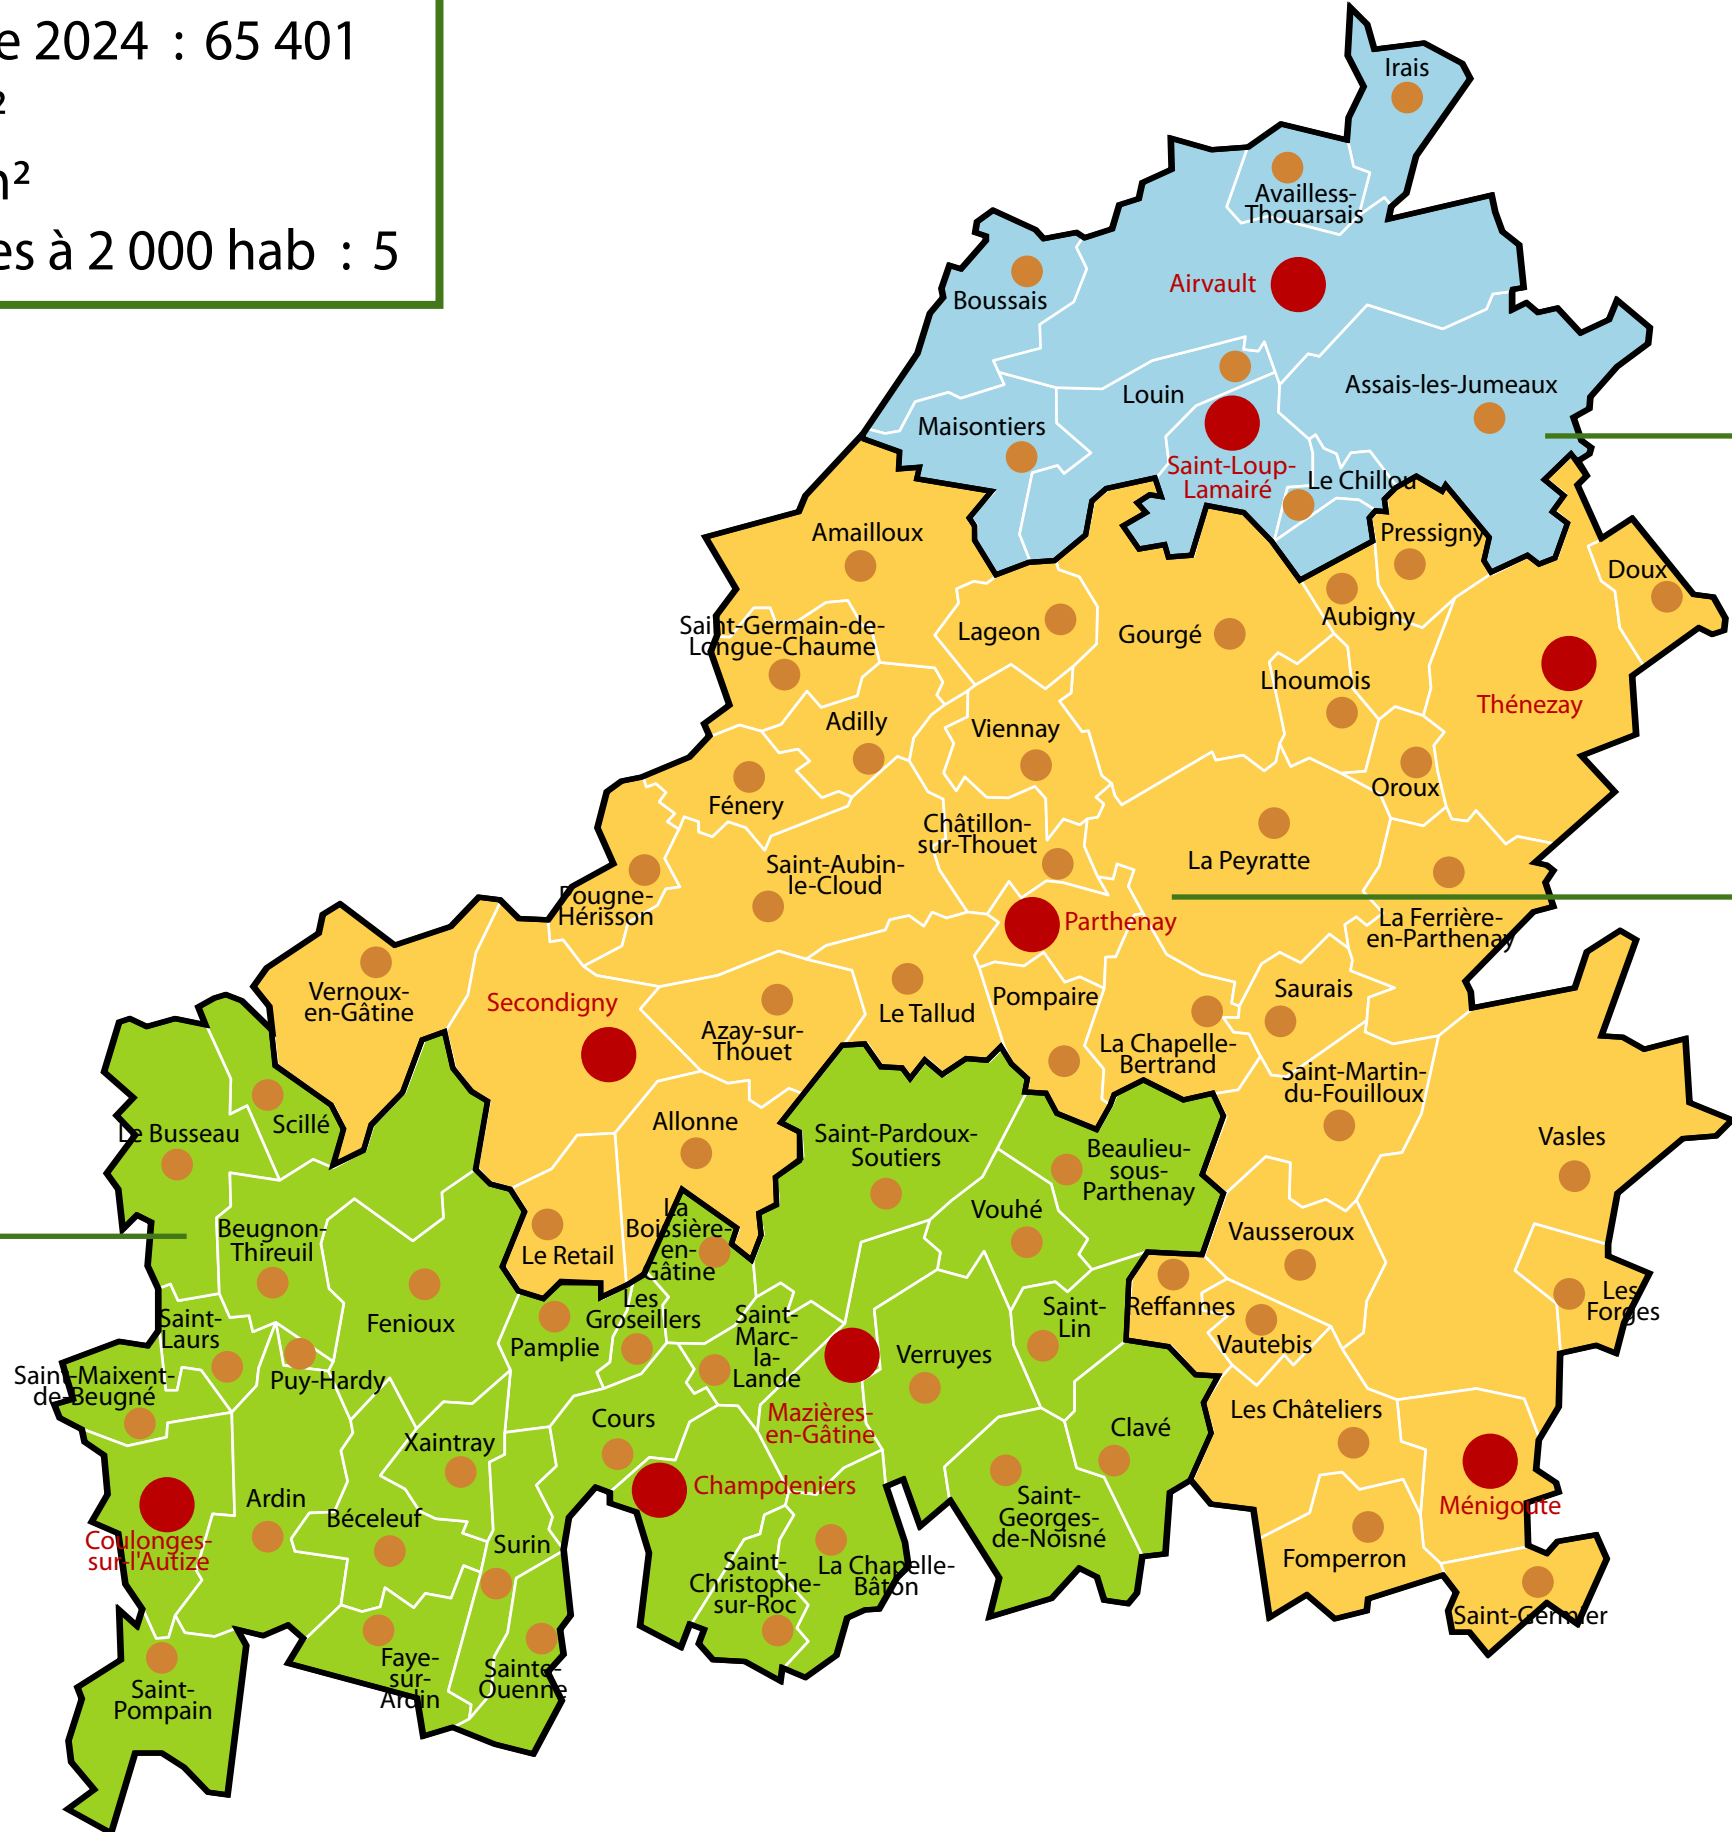 e 2024 : 65 401
²
n²
es à 2 000 hab : 5
Irais
Availless-
Thouarsais
Airvault
Boussais
Louin
Assais-les-Jumeaux
Maisontiers
Saint-Loup-
Lamairé
Le Chillou
Amailloux
Pressigny
Doux
Aubigny
Saint-Germain-de-
Longue-Chaume
Lageon
Gourgé
Lhoumois
Thénezay
Adilly
Viennay
Oroux
Fénery
Châtillon-
sur-Thouet
La Peyratte
Saint-Aubin-
le-Cloud
Pougne-
Hérisson
Parthenay
La Ferrière-
en-Parthenay
Vernoux-
en-Gâtine
Secondigny
Azay-sur-
Thouet
Le Tallud
Pompaire
Saurais
La Chapelle-
Bertrand
Saint-Martin-
du-Fouilloux
Scillé
Le Busseau
Allonne
Saint-Pardoux-
Soutiers
Beaulieu-
sous-
Parthenay
Vasles
Beugnon-
Thireuil
Le Retail
La
Boissière-
en-
Gâtine
Vouhé
Vausseroux
Saint-
Laurs
Fenioux
Pamplie
Les
Groseillers
Saint-
Marc-
la-
Lande
Verruyes
Saint-
Lin
Reffannes
Vautebis
Les
Forges
Saint-Maixent-
de-Beugné
Puy-Hardy
Xaintray
Cours
Mazières-
en-Gâtine
Clavé
Les Châteliers
Coulonges-
sur-l'Autize
Ardin
Béceleuf
Surin
Champdeniers
Saint-
Georges-
de-Noisné
Ménigoute
Saint-
Christophe-
sur-Roc
La Chapelle-
Bâton
Fomperron
Saint-Germier
Saint-
Pompain
Faye-
sur-
Ardin
Sainte-
Ouenne